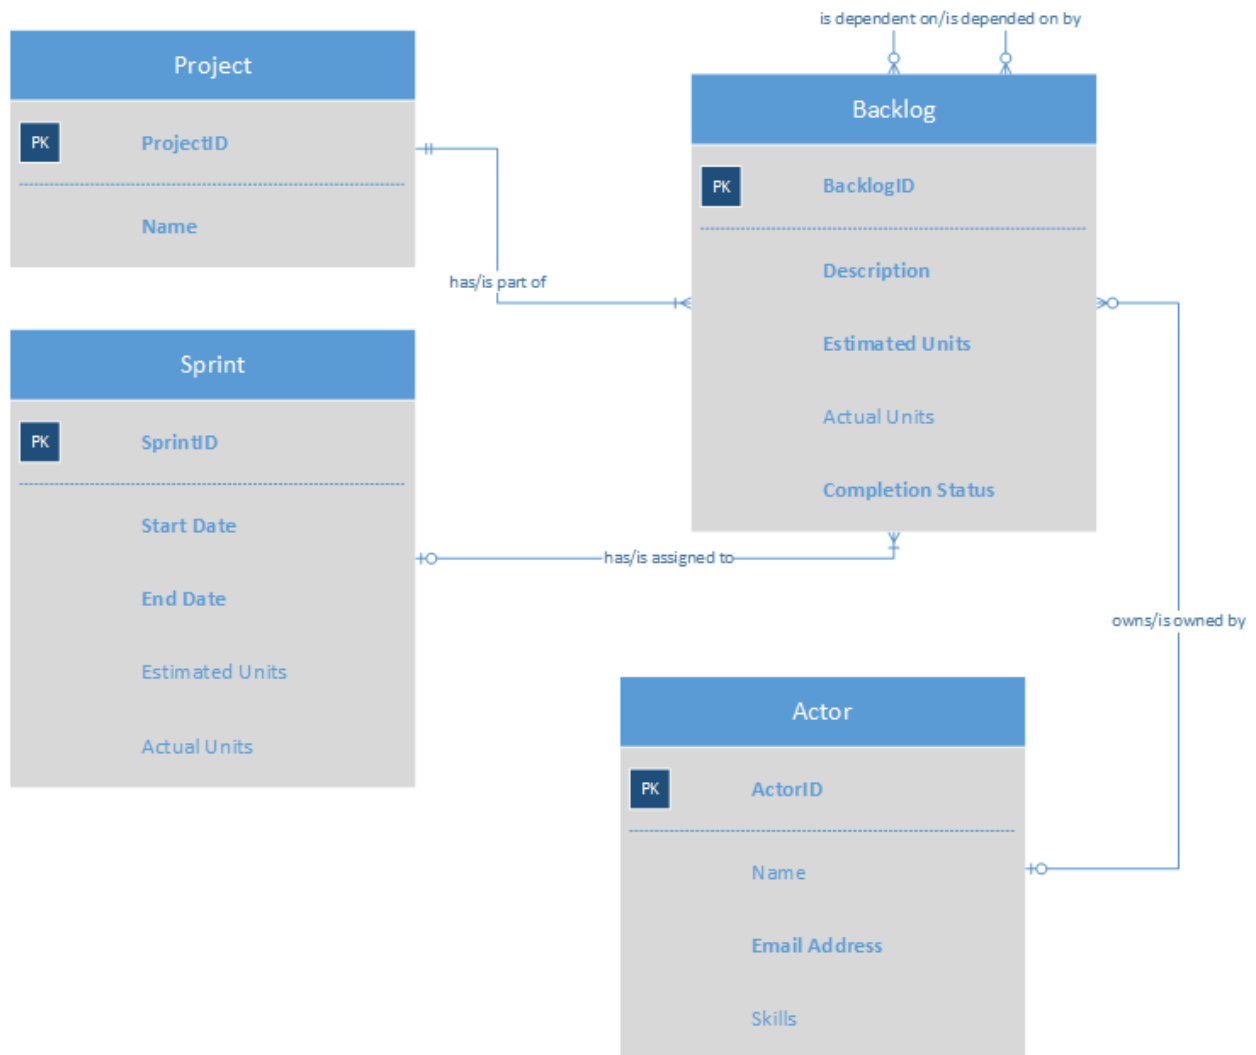 is dependent on/is depended on by
Project
PK
ProjectID
Name
Backlog
PK
BacklogID
Description
Estimated Units
Actual Units
Completion Status
has/is part of
Sprint
PK
SprintID
Start Date
End Date
Estimated Units
Actual Units
has/is assigned to
owns/is owned by
Actor
PK
ActorID
Name
Email Address
Skills